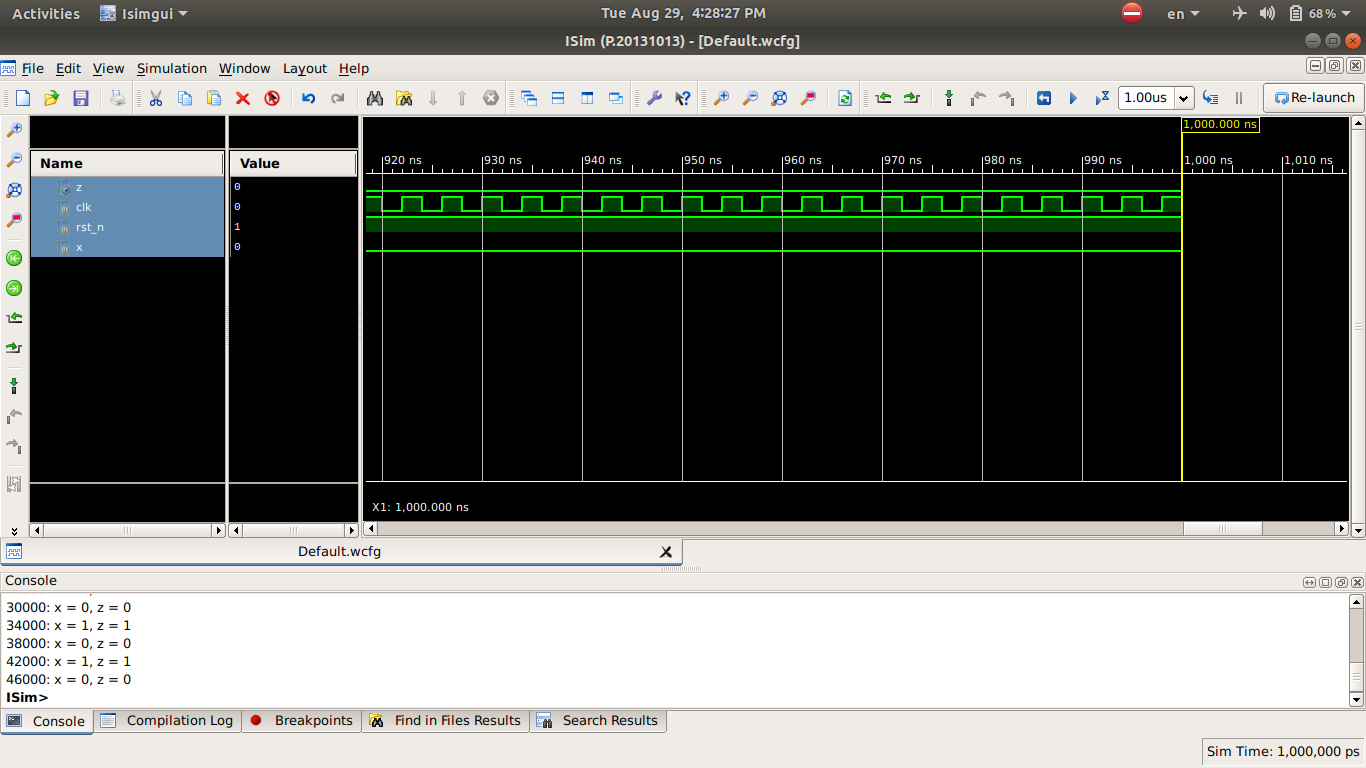 Activities Isimgui Tue Aug 29, 4:28:27 PM en 68%
ISim (P.20131013) - [Default.wcfg]
File Edit View Simulation Window Layout Help
1.00us Re-launch
1,000.000 ns
Name Value
920 ns 930 ns 940 ns 950 ns 960 ns 970 ns 980 ns 990 ns 1,000 ns 1,010 ns
z 0
clk 0
rst_n 1
x 0
X1: 1,000.000 ns
Default.wcfg
Console
30000: x = 0, z = 0
34000: x = 1, z = 1
38000: x = 0, z = 0
42000: x = 1, z = 1
46000: x = 0, z = 0
ISim>
Console Compilation Log Breakpoints Find in Files Results Search Results
Sim Time: 1,000,000 ps